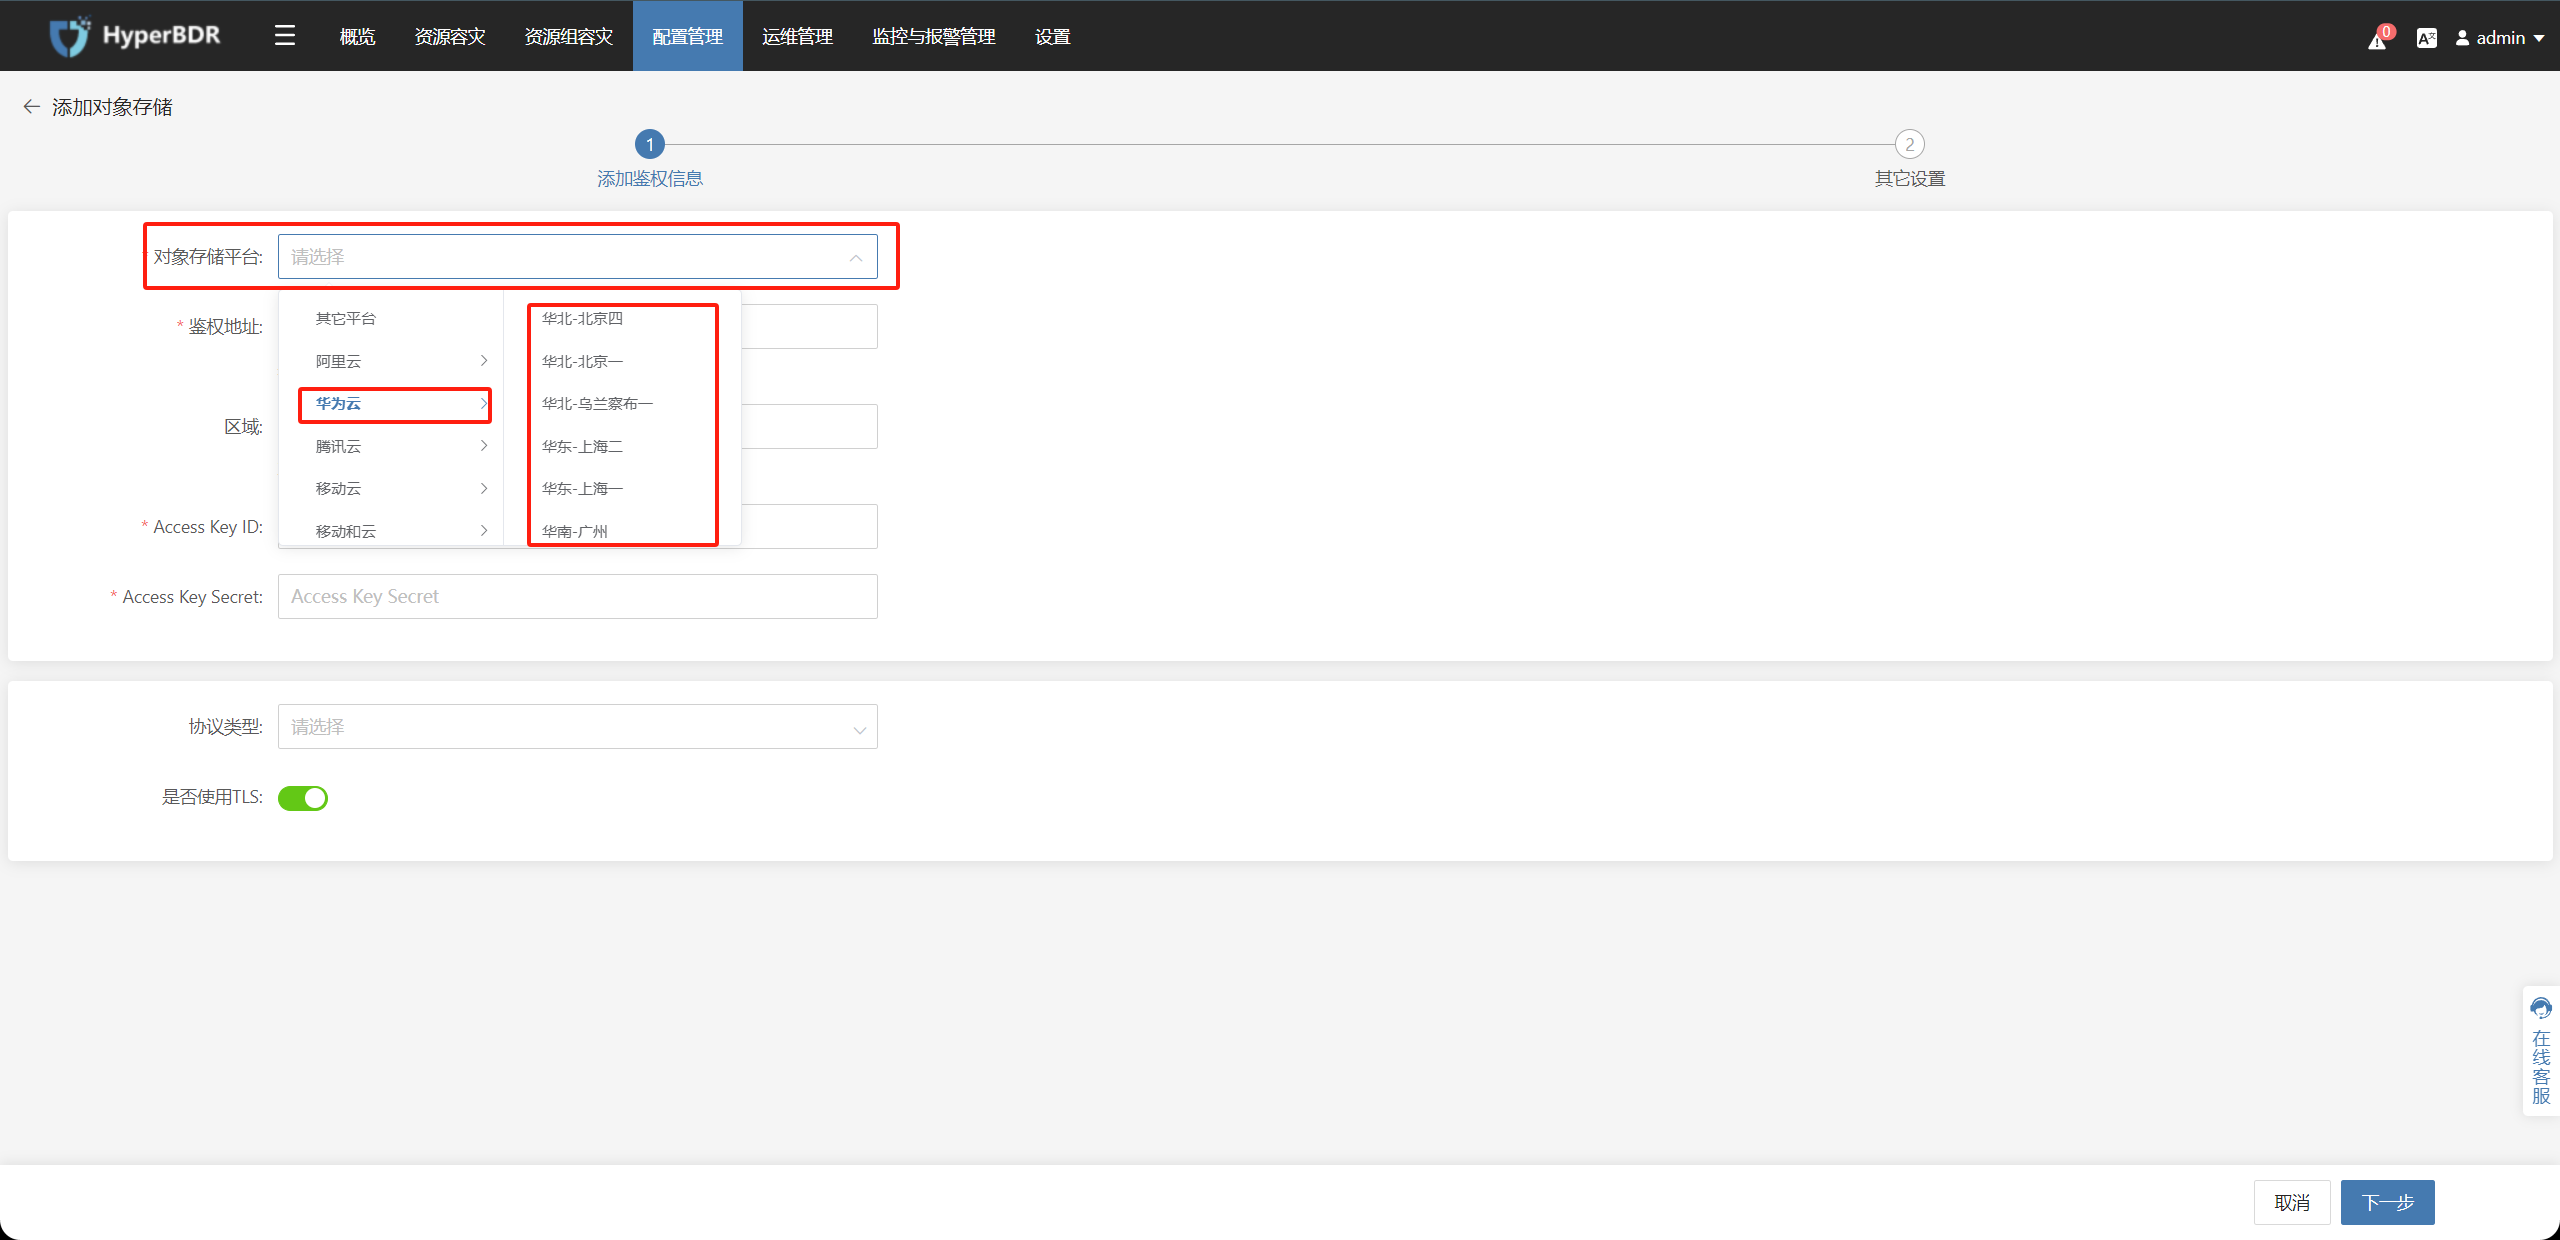 HyperBDR
概览
资源容灾
资源组容灾
配置管理
运维管理
监控与报警管理
设置
0
admin
添加对象存储
1
添加鉴权信息
2
其它设置
* 对象存储平台:
请选择
其它平台
阿里云
华为云
腾讯云
移动云
移动和云
华北-北京四
华北-北京一
华北-乌兰察布一
华东-上海二
华东-上海一
华南-广州
* 鉴权地址:
区域:
* Access Key ID:
* Access Key Secret:
Access Key Secret
协议类型:
请选择
是否使用TLS:
在线客服
取消
下一步